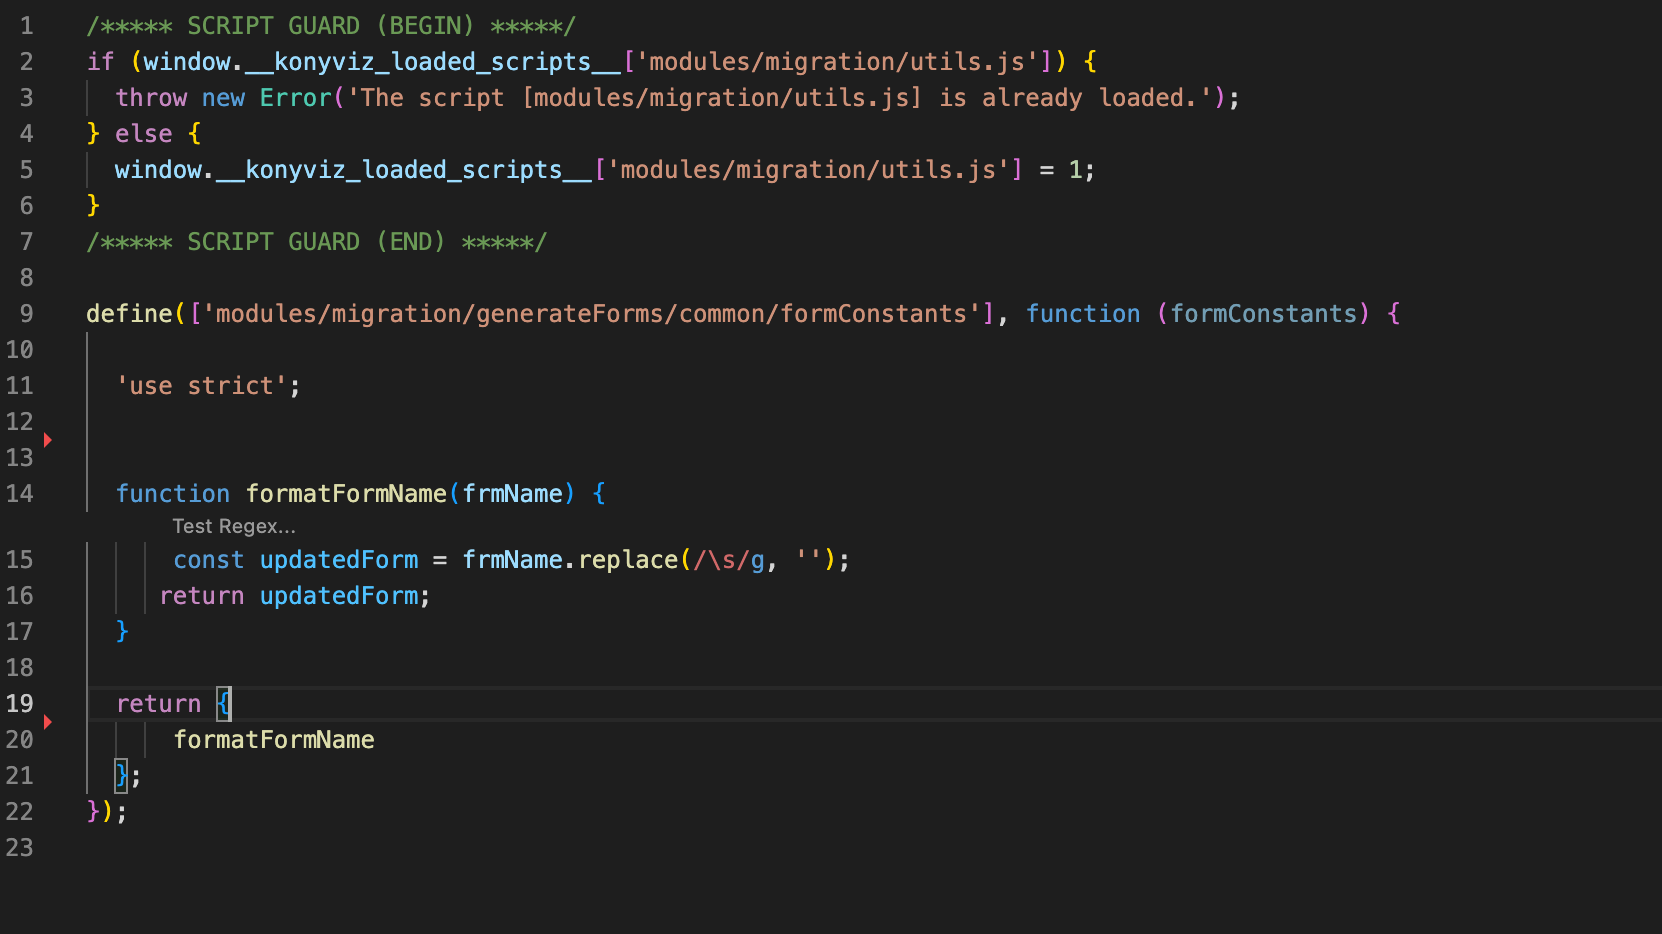 1 /***** SCRIPT GUARD (BEGIN) *****/
2 if (window.__konyviz_loaded_scripts__['modules/migration/utils.js']) {
3   throw new Error('The script [modules/migration/utils.js] is already loaded.');
4 } else {
5   window.__konyviz_loaded_scripts__['modules/migration/utils.js'] = 1;
6 }
7 /***** SCRIPT GUARD (END) *****/
8
9 define(['modules/migration/generateForms/common/formConstants'], function (formConstants) {
10
11   'use strict';
12
13
14   function formatFormName(frmName) {
Test Regex...
15       const updatedForm = frmName.replace(/\s/g, '');
16      return updatedForm;
17   }
18
19   return {
20       formatFormName
21   };
22 });
23